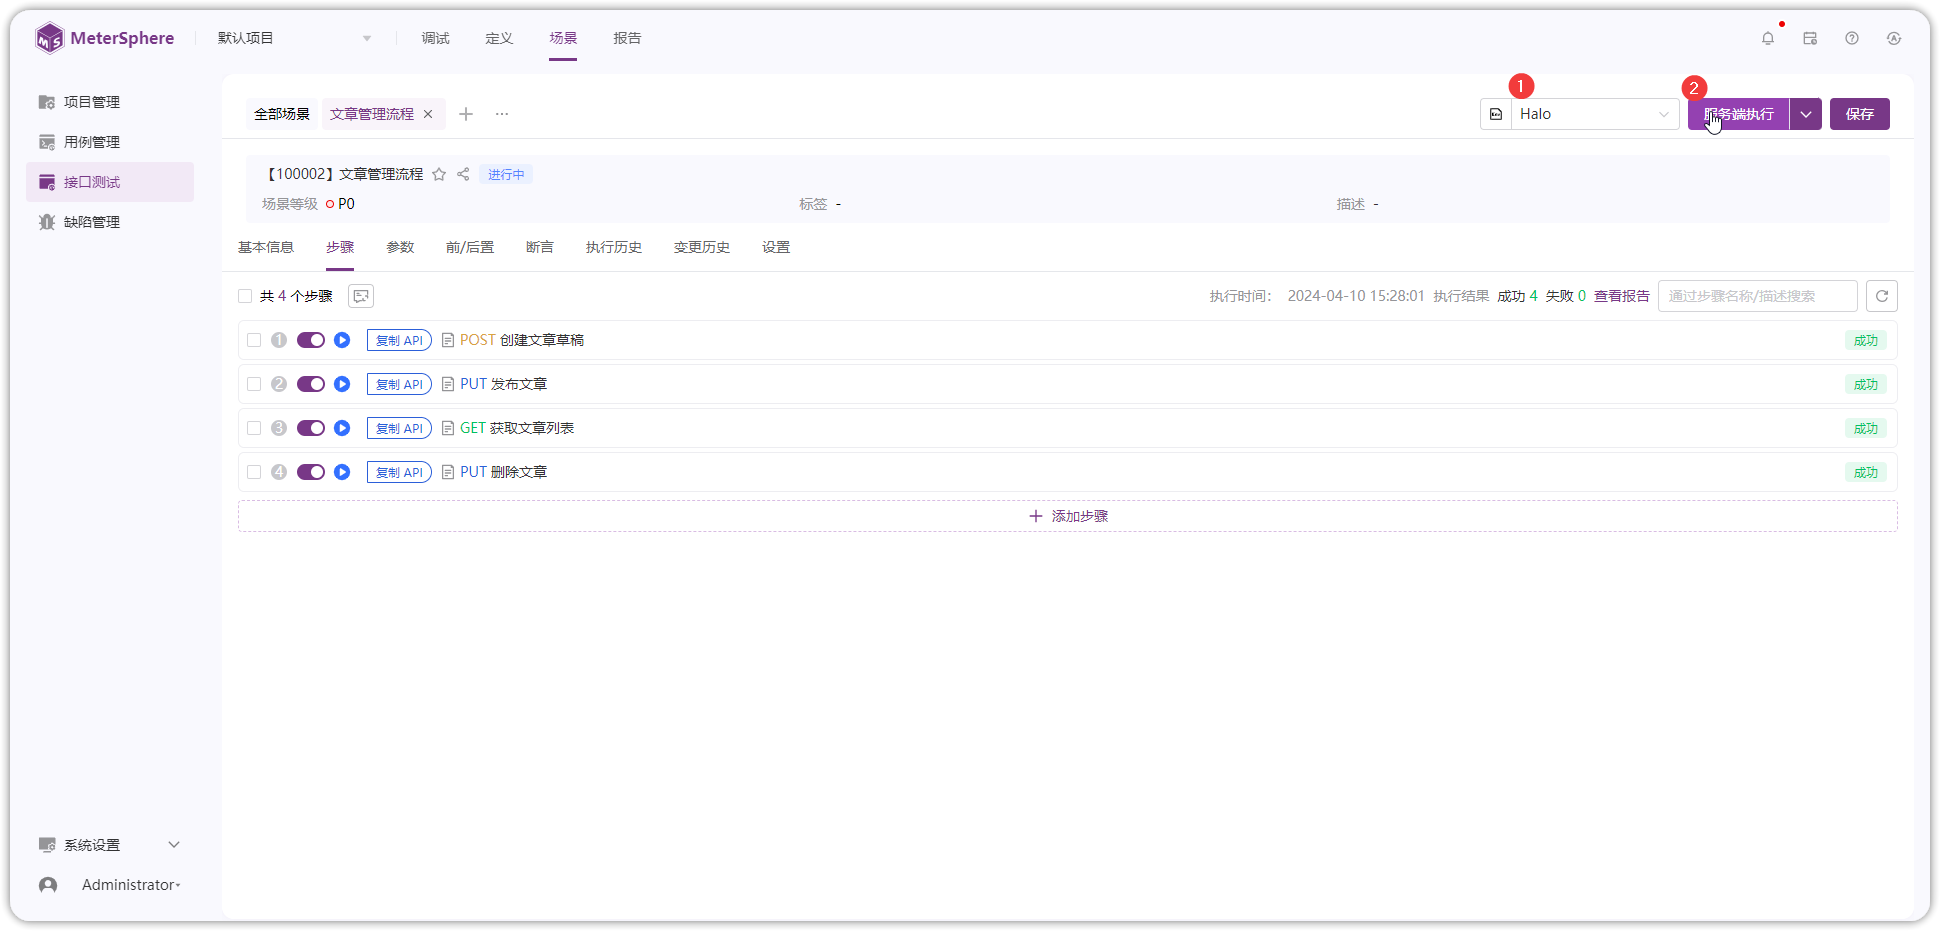 MeterSphere 默认项目 调试 定义 场景 报告
项目管理
用例管理
接口测试
缺陷管理
系统设置
Administrator
1 2
全部场景 文章管理流程 Halo 服务端执行 保存
【100002】文章管理流程 进行中
场景等级 P0 标签 - 描述 -
基本信息 步骤 参数 前/后置 断言 执行历史 变更历史 设置
共 4 个步骤 执行时间： 2024-04-10 15:28:01 执行结果 成功 4 失败 0 查看报告 通过步骤名称/描述搜索
1 复制 API POST 创建文章草稿 成功
2 复制 API PUT 发布文章 成功
3 复制 API GET 获取文章列表 成功
4 复制 API PUT 删除文章 成功
添加步骤